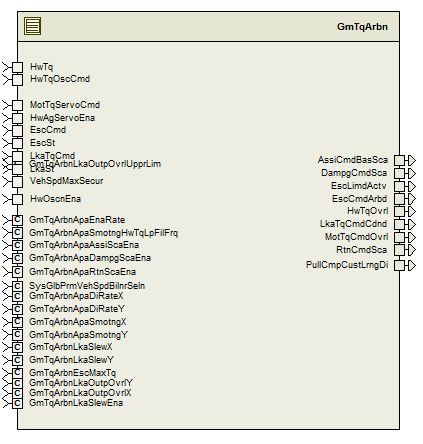 GmTqArbn
HwTq
HwTqOscCmd
MotTqServoCmd
HwAgServoEna
EscCmd
EscSt
LkaTqCmd
GmTqArbnLkaOutpOvrlUpprLim
LkaSt
VehSpdMaxSecur
HwOscnEna
C GmTqArbnApaEnaRate
C GmTqArbnApaSmotngHwTqLpFilFrq
C GmTqArbnApaAssiScaEna
C GmTqArbnApaDampgScaEna
C GmTqArbnApaRtnScaEna
C SysGlbPrmVehSpdBilnrSeln
C GmTqArbnApaDiRateX
C GmTqArbnApaDiRateY
C GmTqArbnApaSmotngX
C GmTqArbnApaSmotngY
C GmTqArbnLkaSlewX
C GmTqArbnLkaSlewY
C GmTqArbnEscMaxTq
C GmTqArbnLkaOutpOvrlY
C GmTqArbnLkaOutpOvrlX
C GmTqArbnLkaSlewEna
AssiCmdBasSca
DampgCmdSca
EscLimdActv
EscCmdArbd
HwTqOvrl
LkaTqCmdCdnd
MotTqCmdOvrl
RtnCmdSca
PullCmpCustLrngDi